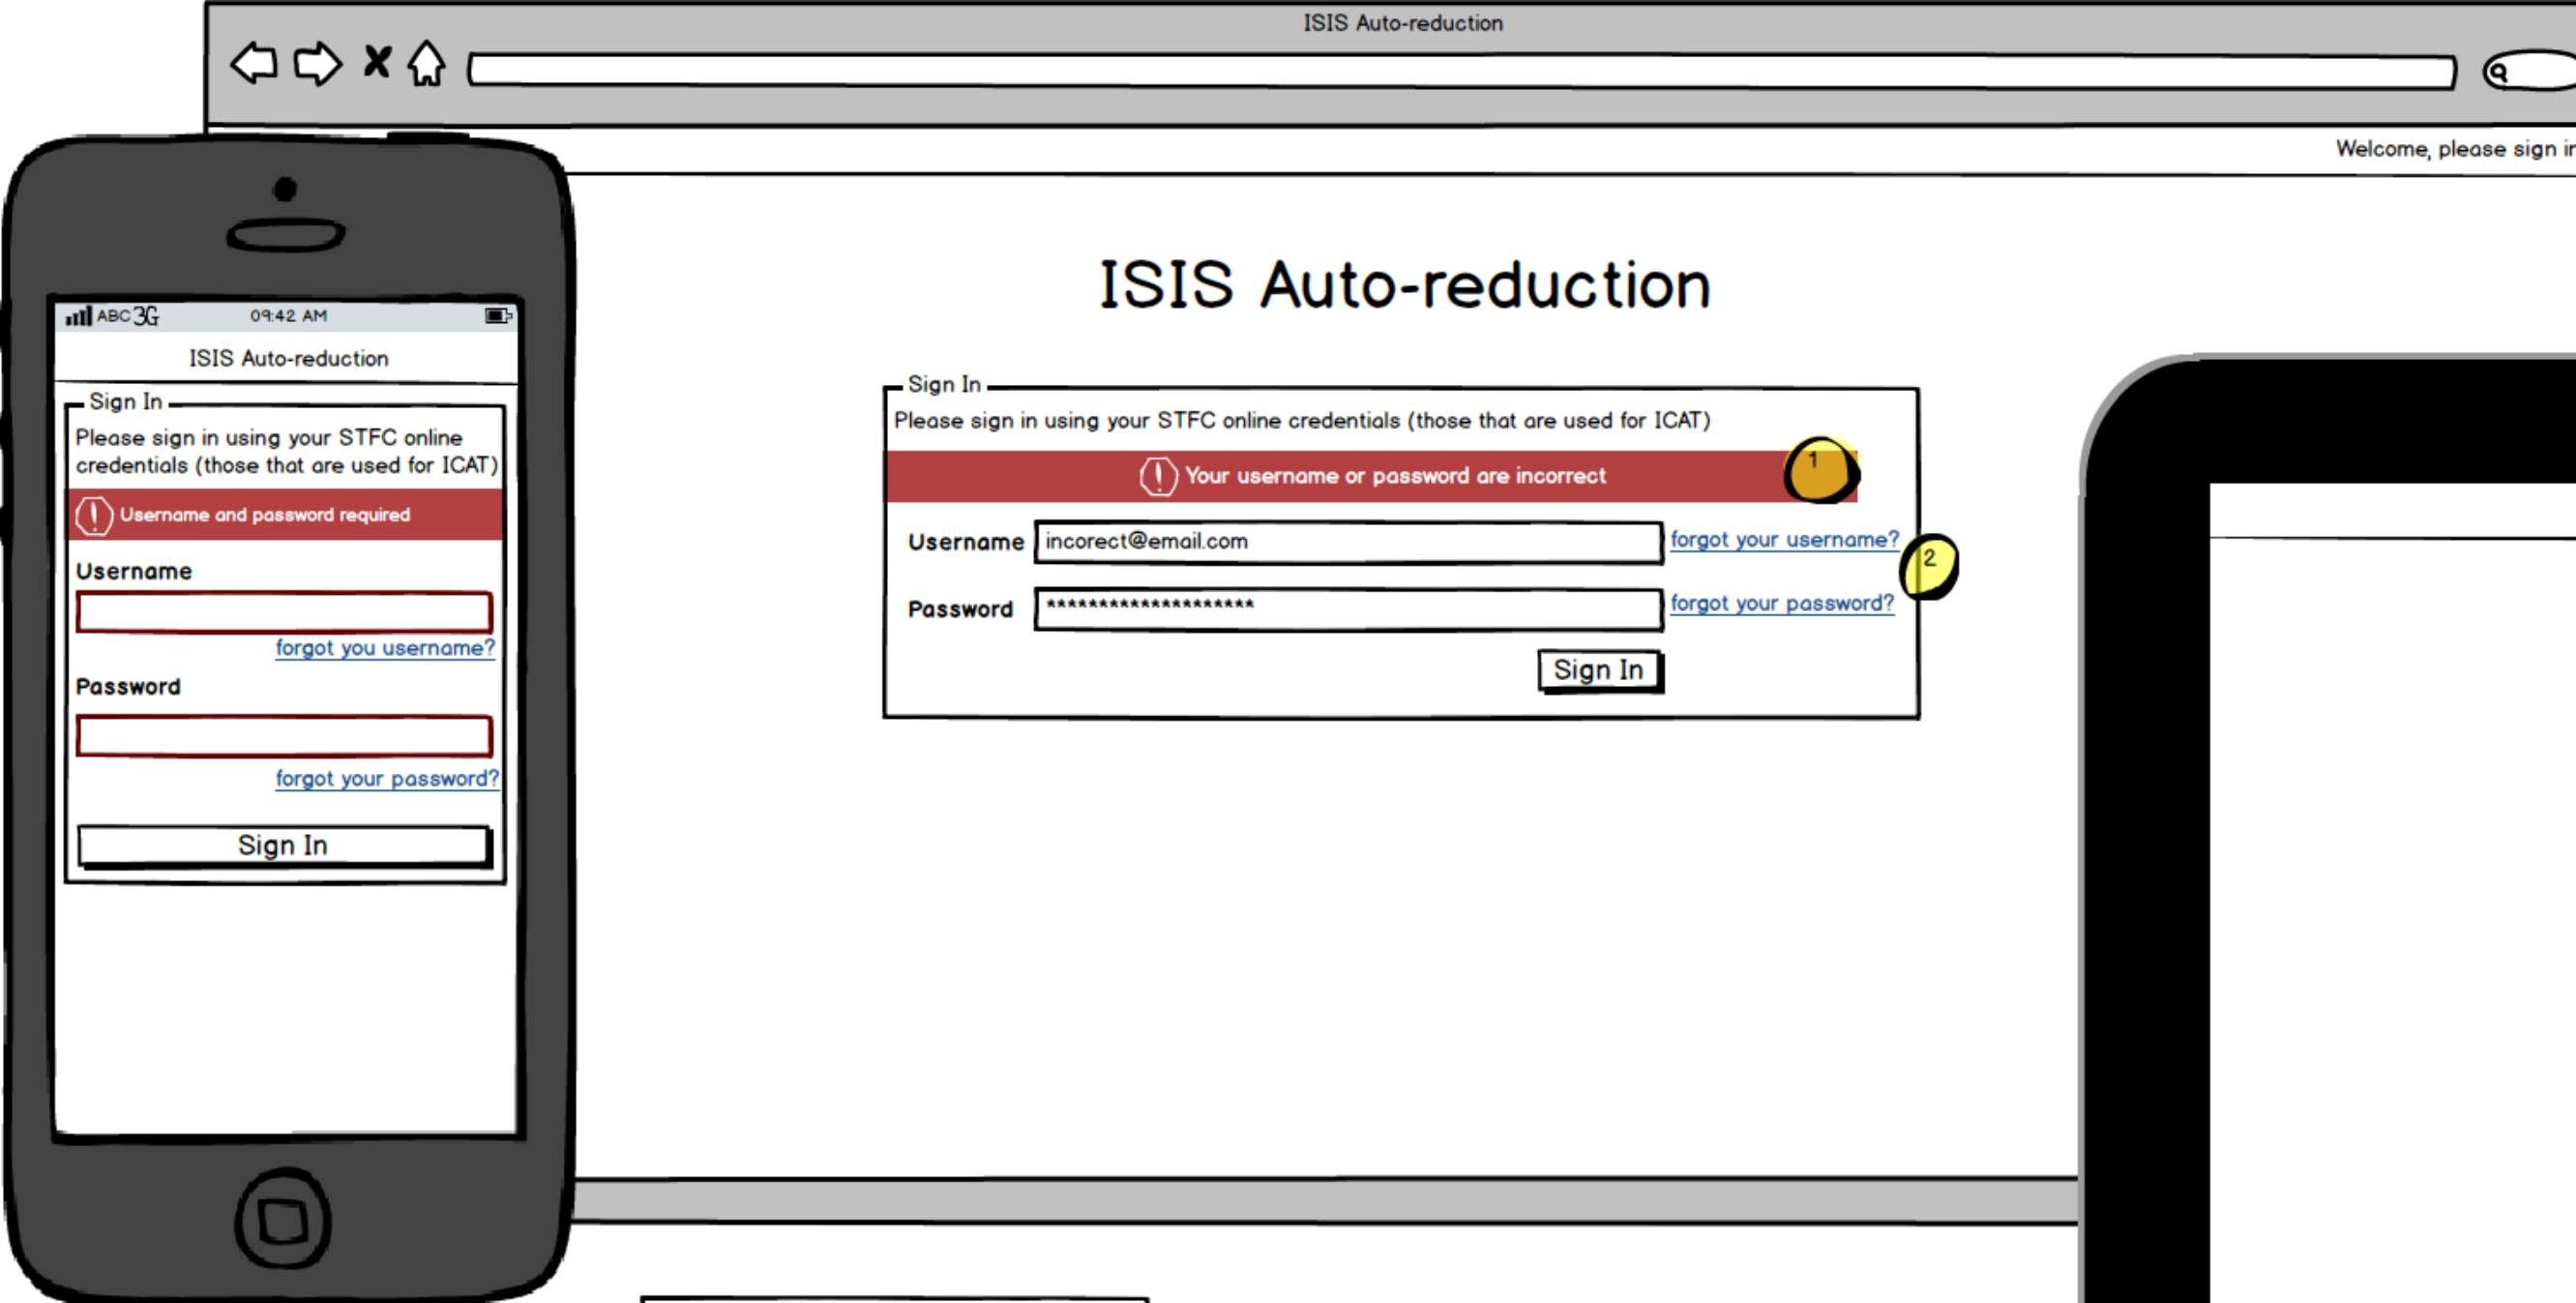 ISIS Auto-reduction
Welcome, please sign in
ABC 3G 09:42 AM
ISIS Auto-reduction
Sign In
Please sign in using your STFC online
credentials (those that are used for ICAT)
Username and password required
Username
forgot you username?
Password
forgot your password?
Sign In
ISIS Auto-reduction
Sign In
Please sign in using your STFC online credentials (those that are used for ICAT)
Your username or password are incorrect 1
Username incorect@email.com forgot your username?
2
Password ******************** forgot your password?
Sign In